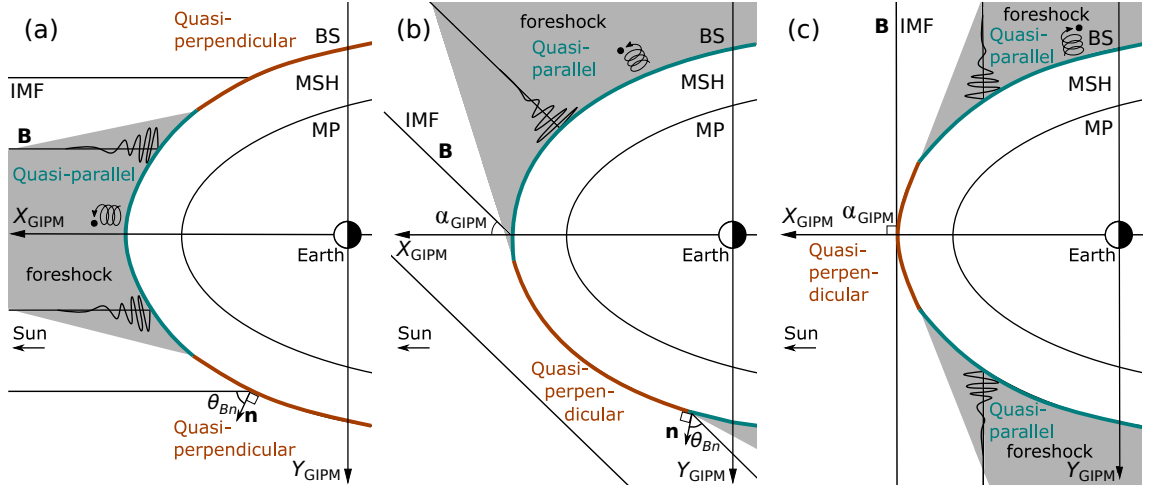 (a)
Quasi-
perpendicular
BS
IMF
MSH
B
MP
Quasi-parallel
X_GIPM
Earth
foreshock
Sun
θ_Bn
n
Quasi-
perpendicular
Y_GIPM
(b)
foreshock
BS
Quasi-
parallel
MSH
IMF
MP
B
α_GIPM
X_GIPM
Earth
Sun
Quasi-
perpen-
dicular
n
θ_Bn
Y_GIPM
(c)
B
IMF
foreshock
Quasi-
parallel
BS
MSH
MP
X_GIPM
α_GIPM
Earth
Quasi-
perpen-
dicular
Sun
Quasi-
parallel
foreshock
Y_GIPM